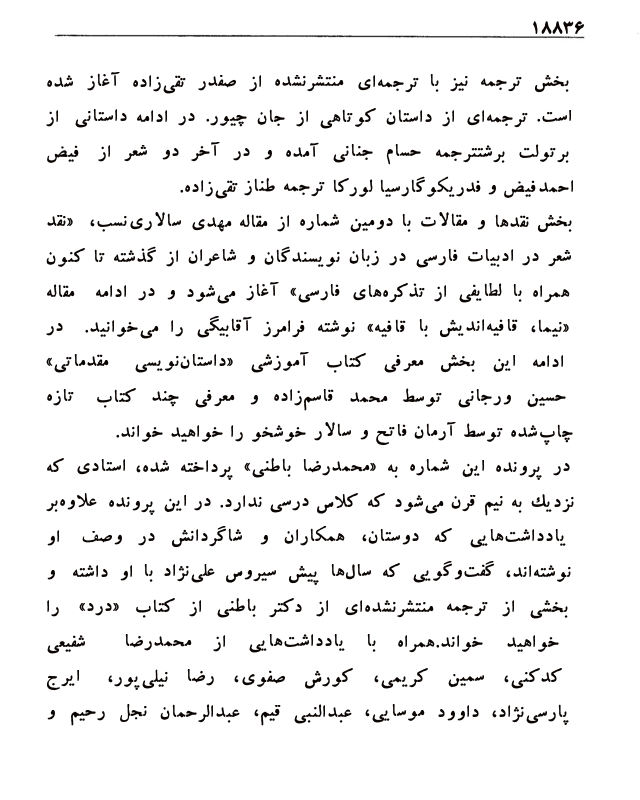 ۱۸۸۳۶
بخش ترجمه نیز با ترجمه‌ای منتشرنشده از صفدر تقی‌زاده آغاز شده
است. ترجمه‌ای از داستان کوتاهی از جان چیور. در ادامه داستانی از
برتولت برشتترجمه حسام جنانی آمده و در آخر دو شعر از فیض
احمدفیض و فدریکوگارسیا لورکا ترجمه طناز تقی‌زاده.
بخش نقدها و مقالات با دومین شماره از مقاله مهدی سالاری‌نسب، «نقد
شعر در ادبیات فارسی در زبان نویسندگان و شاعران از گذشته تا کنون
همراه با لطایفی از تذکره‌های فارسی» آغاز می‌شود و در ادامه مقاله
«نیما، قافیه‌اندیش با قافیه» نوشته فرامرز آقابیگی را می‌خوانید. در
ادامه این بخش معرفی کتاب آموزشی «داستان‌نویسی مقدماتی»
حسین ورجانی توسط محمد قاسم‌زاده و معرفی چند کتاب تازه
چاپ‌شده توسط آرمان فاتح و سالار خوشخو را خواهید خواند.
در پرونده این شماره به «محمدرضا باطنی» پرداخته شده، استادی که
نزدیك به نیم قرن می‌شود که کلاس درسی ندارد. در این پرونده علاوه‌بر
یادداشت‌هایی که دوستان، همکاران و شاگردانش در وصف او
نوشته‌اند، گفت‌وگویی که سال‌ها پیش سیروس علی‌نژاد با او داشته و
بخشی از ترجمه منتشرنشده‌ای از دکتر باطنی از کتاب «درد» را
خواهید خواند.همراه با یادداشت‌هایی از محمدرضا شفیعی
کدکنی، سمین کریمی، کورش صفوی، رضا نیلی‌پور، ایرج
پارسی‌نژاد، داوود موسایی، عبدالنبی قیم، عبدالرحمان نجل رحیم و